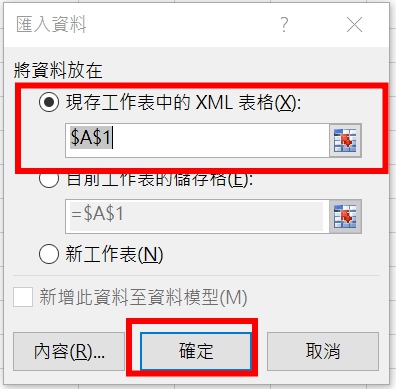 匯入資料
將資料放在
現存工作表中的 XML 表格(X):
$A$1
目前工作表的儲存格(E):
=$A$1
新工作表(N)
新增此資料至資料模型(M)
內容(R)...
確定
取消